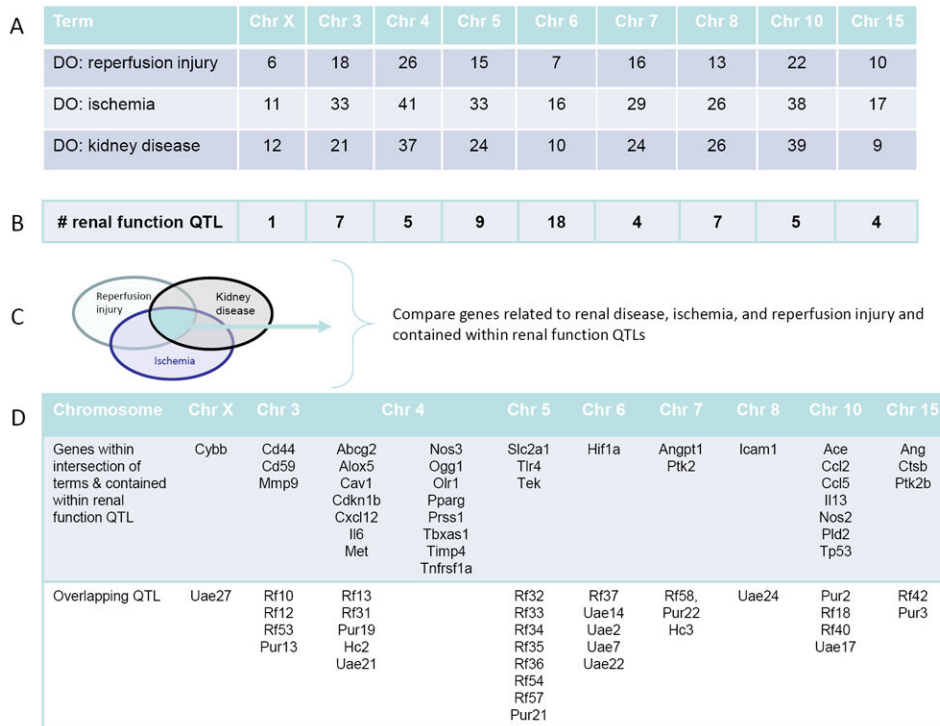 A
Term Chr X Chr 3 Chr 4 Chr 5 Chr 6 Chr 7 Chr 8 Chr 10 Chr 15
DO: reperfusion injury 6 18 26 15 7 16 13 22 10
DO: ischemia 11 33 41 33 16 29 26 38 17
DO: kidney disease 12 21 37 24 10 24 26 39 9
B
# renal function QTL 1 7 5 9 18 4 7 5 4
C
Reperfusion injury
Kidney disease
Ischemia
Compare genes related to renal disease, ischemia, and reperfusion injury and
contained within renal function QTLs
D
Chromosome Chr X Chr 3 Chr 4 Chr 5 Chr 6 Chr 7 Chr 8 Chr 10 Chr 15
Genes within Cybb Cd44 Abcg2 Nos3 Slc2a1 Hif1a Angpt1 Icam1 Ace Ang
intersection of Cd59 Alox5 Ogg1 Tlr4 Ptk2 Ccl2 Ctsb
terms & contained Mmp9 Cav1 Olr1 Tek Ccl5 Ptk2b
within renal Cdkn1b Pparg Il13
function QTL Cxcl12 Prss1 Nos2
Il6 Tbxas1 Pld2
Met Timp4 Tp53
Tnfrsf1a
Overlapping QTL Uae27 Rf10 Rf13 Rf32 Rf37 Rf58, Uae24 Pur2 Rf42
Rf12 Rf31 Rf33 Uae14 Pur22 Rf18 Pur3
Rf53 Pur19 Rf34 Uae2 Hc3 Rf40
Pur13 Hc2 Rf35 Uae7 Uae17
Uae21 Rf36 Uae22
Rf54
Rf57
Pur21